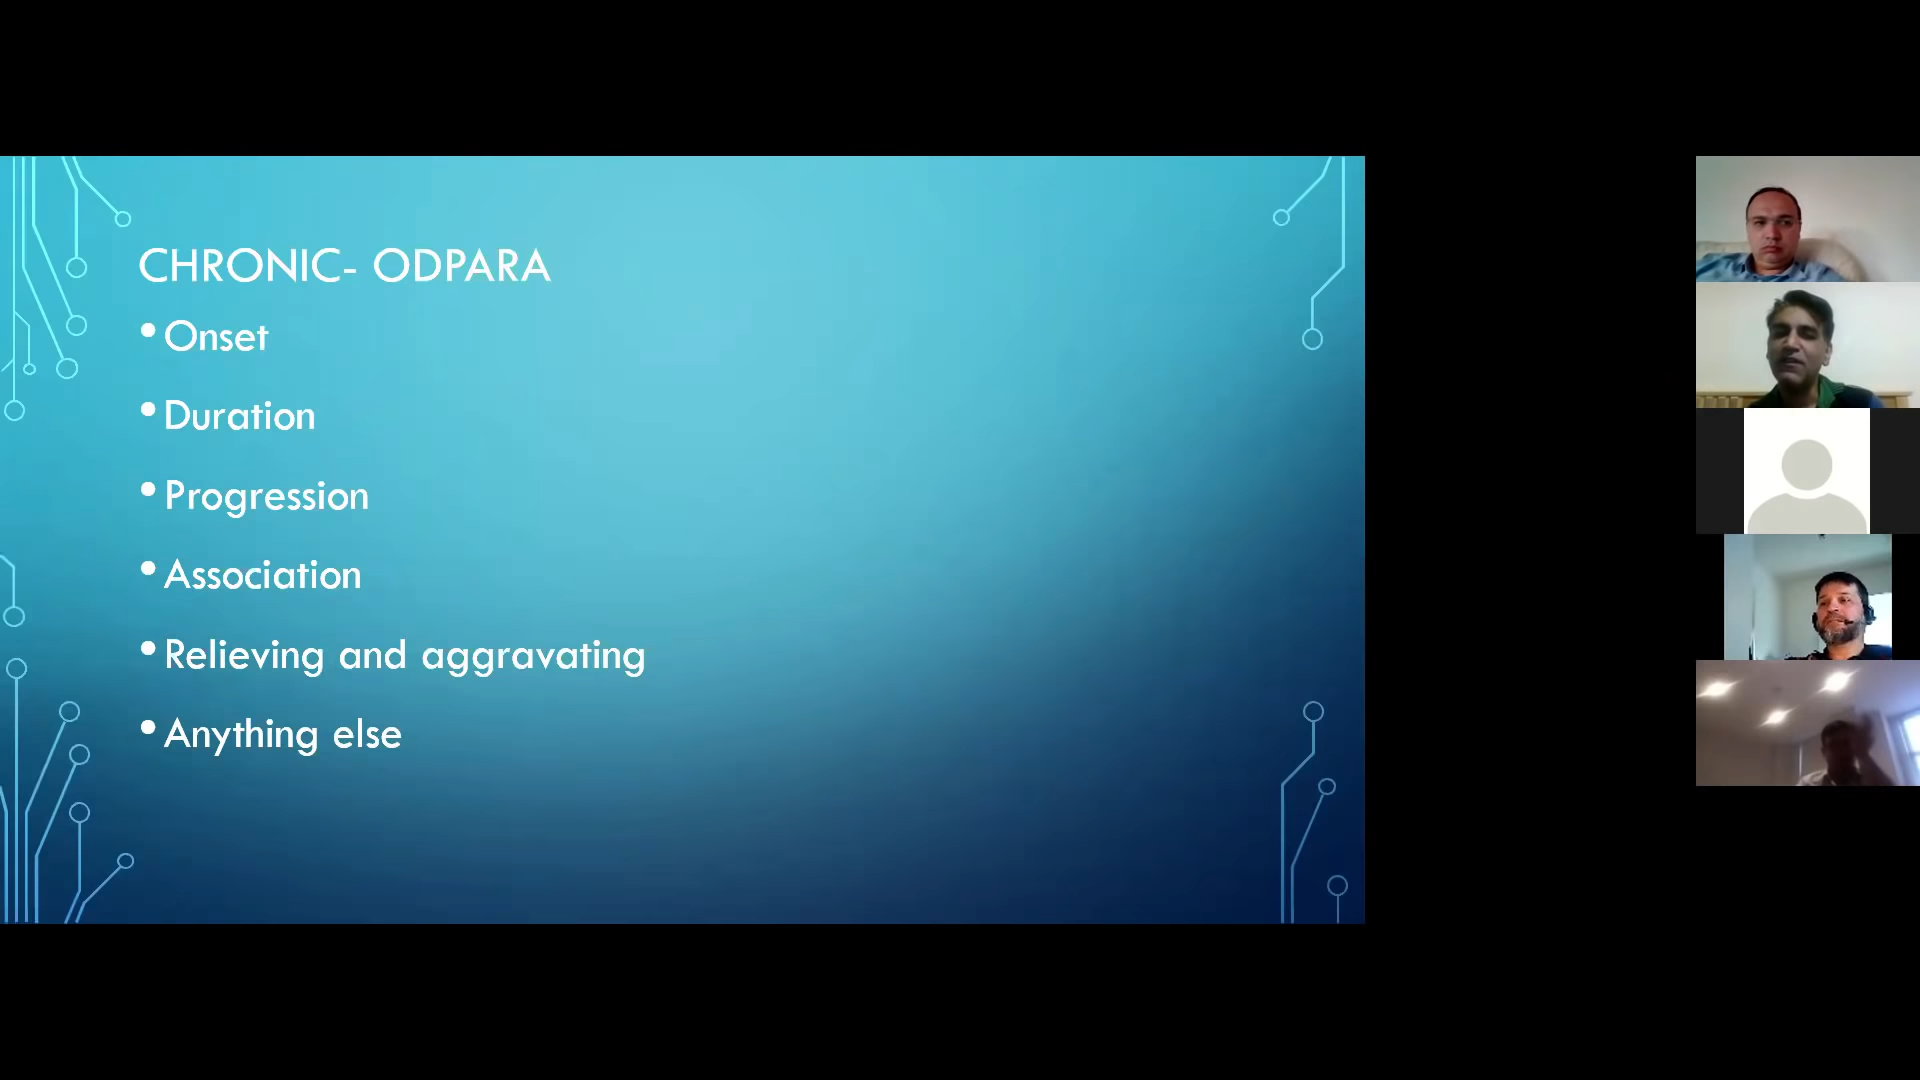 CHRONIC- ODPARA
• Onset
• Duration
• Progression
• Association
• Relieving and aggravating
• Anything else